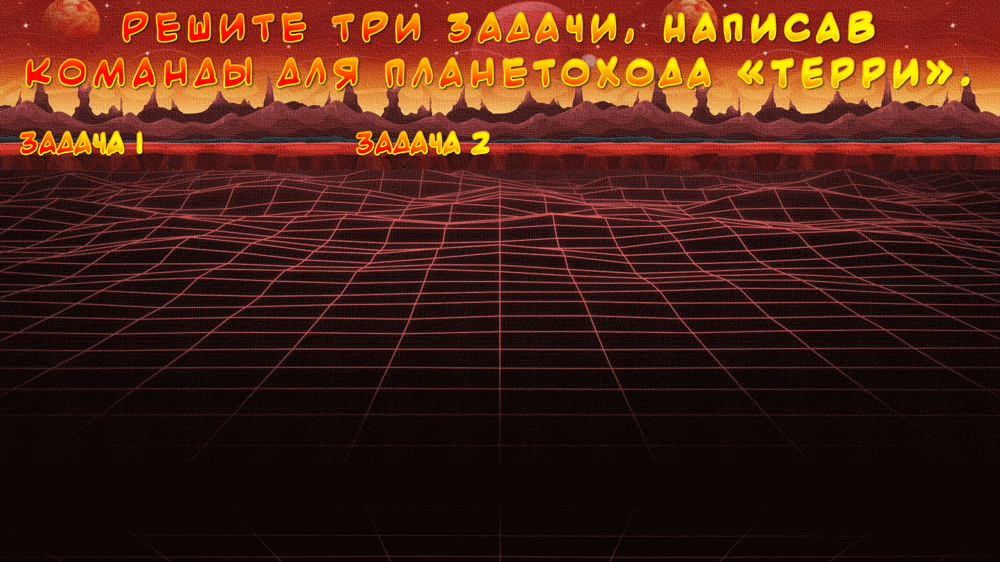 РЕШИТЕ ТРИ ЗАДАЧИ, НАПИСАВ
КОМАНДЫ ДЛЯ ПЛАНЕТОХОДА «ТЕРРИ».
ЗАДАЧА 1
ЗАДАЧА 2